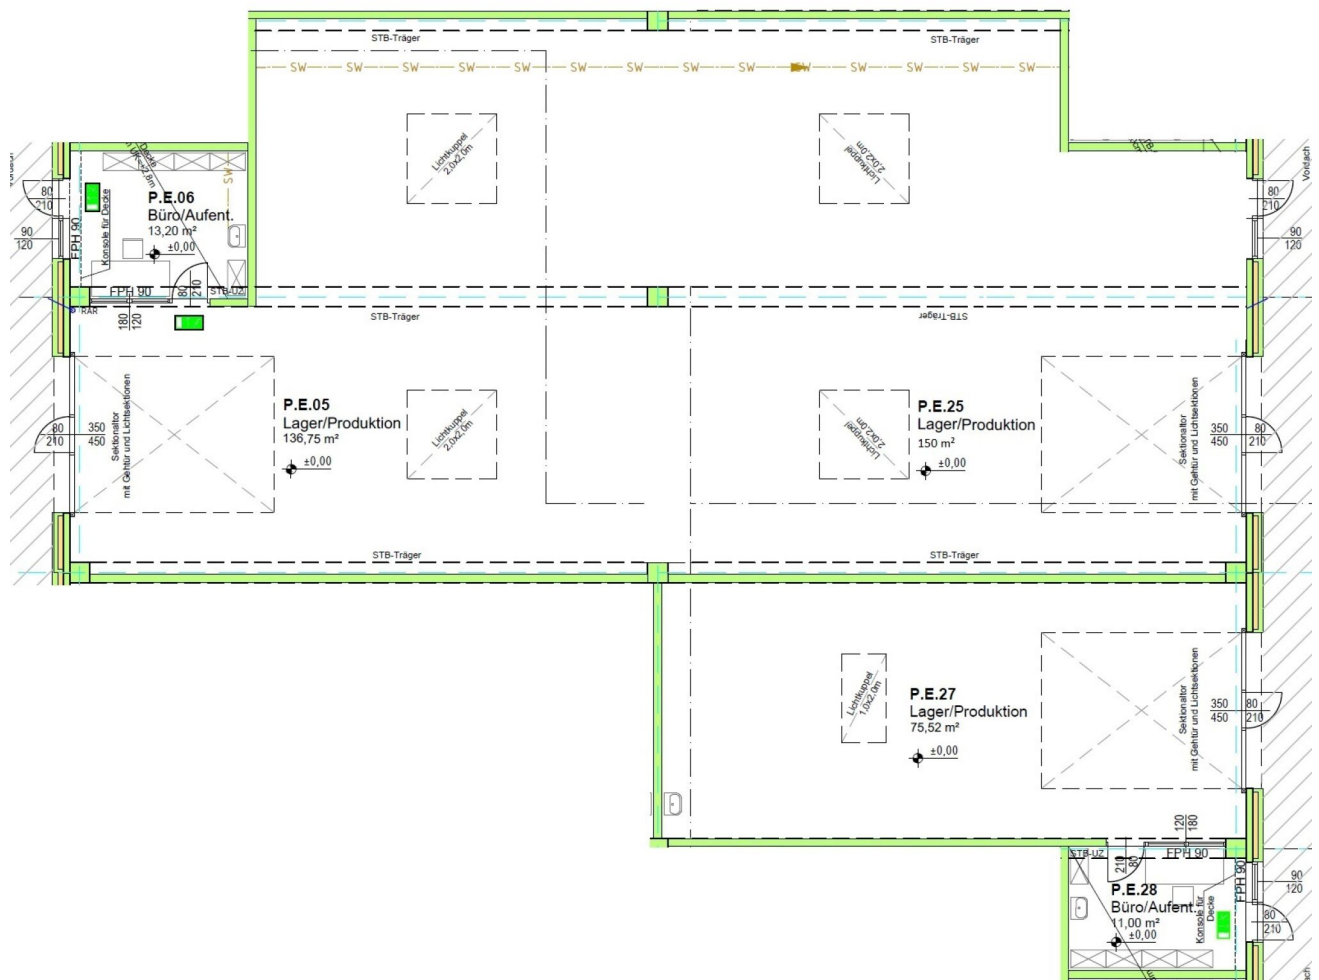 STB-Träger
STB-Träger
SW SW SW SW SW SW SW SW SW SW SW SW SW SW
Lichtkuppel
2,0x2,0m
Lichtkuppel
2,0x2,0m
Decke
UK=+2,8m
SW
P.E.06
Büro/Aufent.
13,20 m²
±0,00
80
210
90
120
FPH 90
Konsole für Decke
FPH 90
80
210
STB-UZ
RAR
180
120
Vordach
80
210
90
120
STB-Träger
STB-Träger
Sektionaltor
mit Gehtür und Lichtsektionen
80
210
350
450
P.E.05
Lager/Produktion
136,75 m²
±0,00
Lichtkuppel
2,0x2,0m
Lichtkuppel
2,0x2,0m
P.E.25
Lager/Produktion
150 m²
±0,00
Sektionaltor
mit Gehtür und Lichtsektionen
350
450
80
210
STB-Träger
STB-Träger
Lichtkuppel
1,0x2,0m
P.E.27
Lager/Produktion
75,52 m²
±0,00
Sektionaltor
mit Gehtür und Lichtsektionen
350
450
80
210
120
180
STB-UZ
210
80
FPH 90
FPH 90
P.E.28
Büro/Aufent.
11,00 m²
±0,00
Konsole für
Decke
90
120
80
210